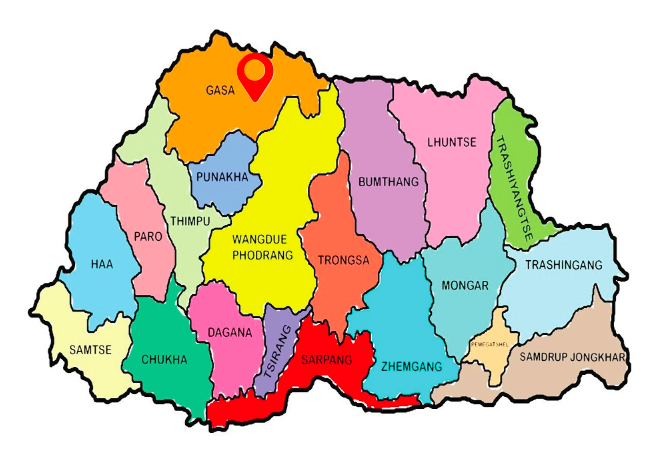 GASA
PUNAKHA
THIMPU
PARO
HAA
SAMTSE
CHUKHA
DAGANA
TSIRANG
WANGDUE
PHODRANG
TRONGSA
SARPANG
BUMTHANG
ZHEMGANG
LHUNTSE
MONGAR
TRASHIYANGTSE
TRASHINGANG
SAMDRUP JONGKHAR